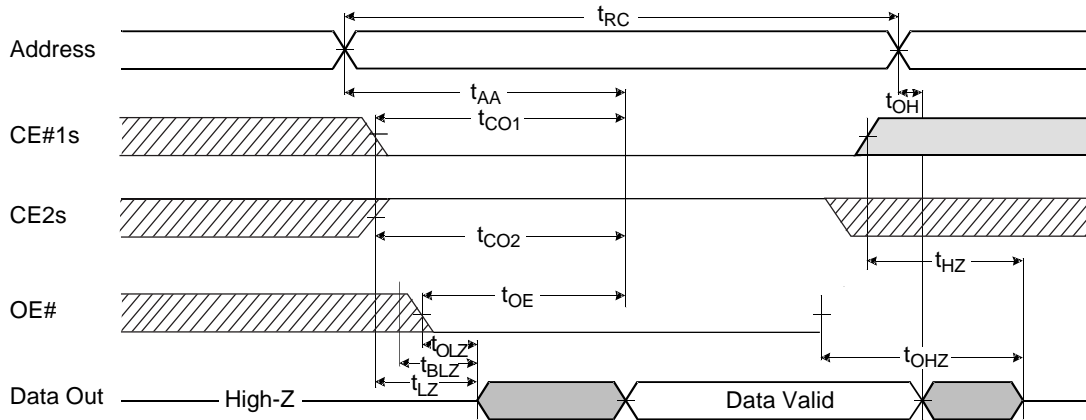 tRC
Address
tAA
tOH
CE#1s
tCO1
CE2s
tCO2
tHZ
OE#
tOE
tOLZ
tBLZ
tOHZ
tLZ
Data Out
High-Z
Data Valid